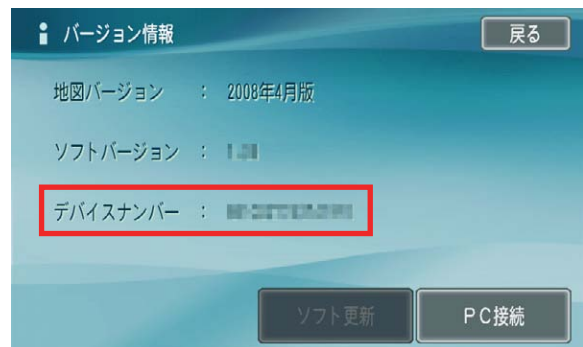 バージョン情報
戻る
地図バージョン : 2008年4月版
ソフトバージョン :
デバイスナンバー :
ソフト更新
PC接続